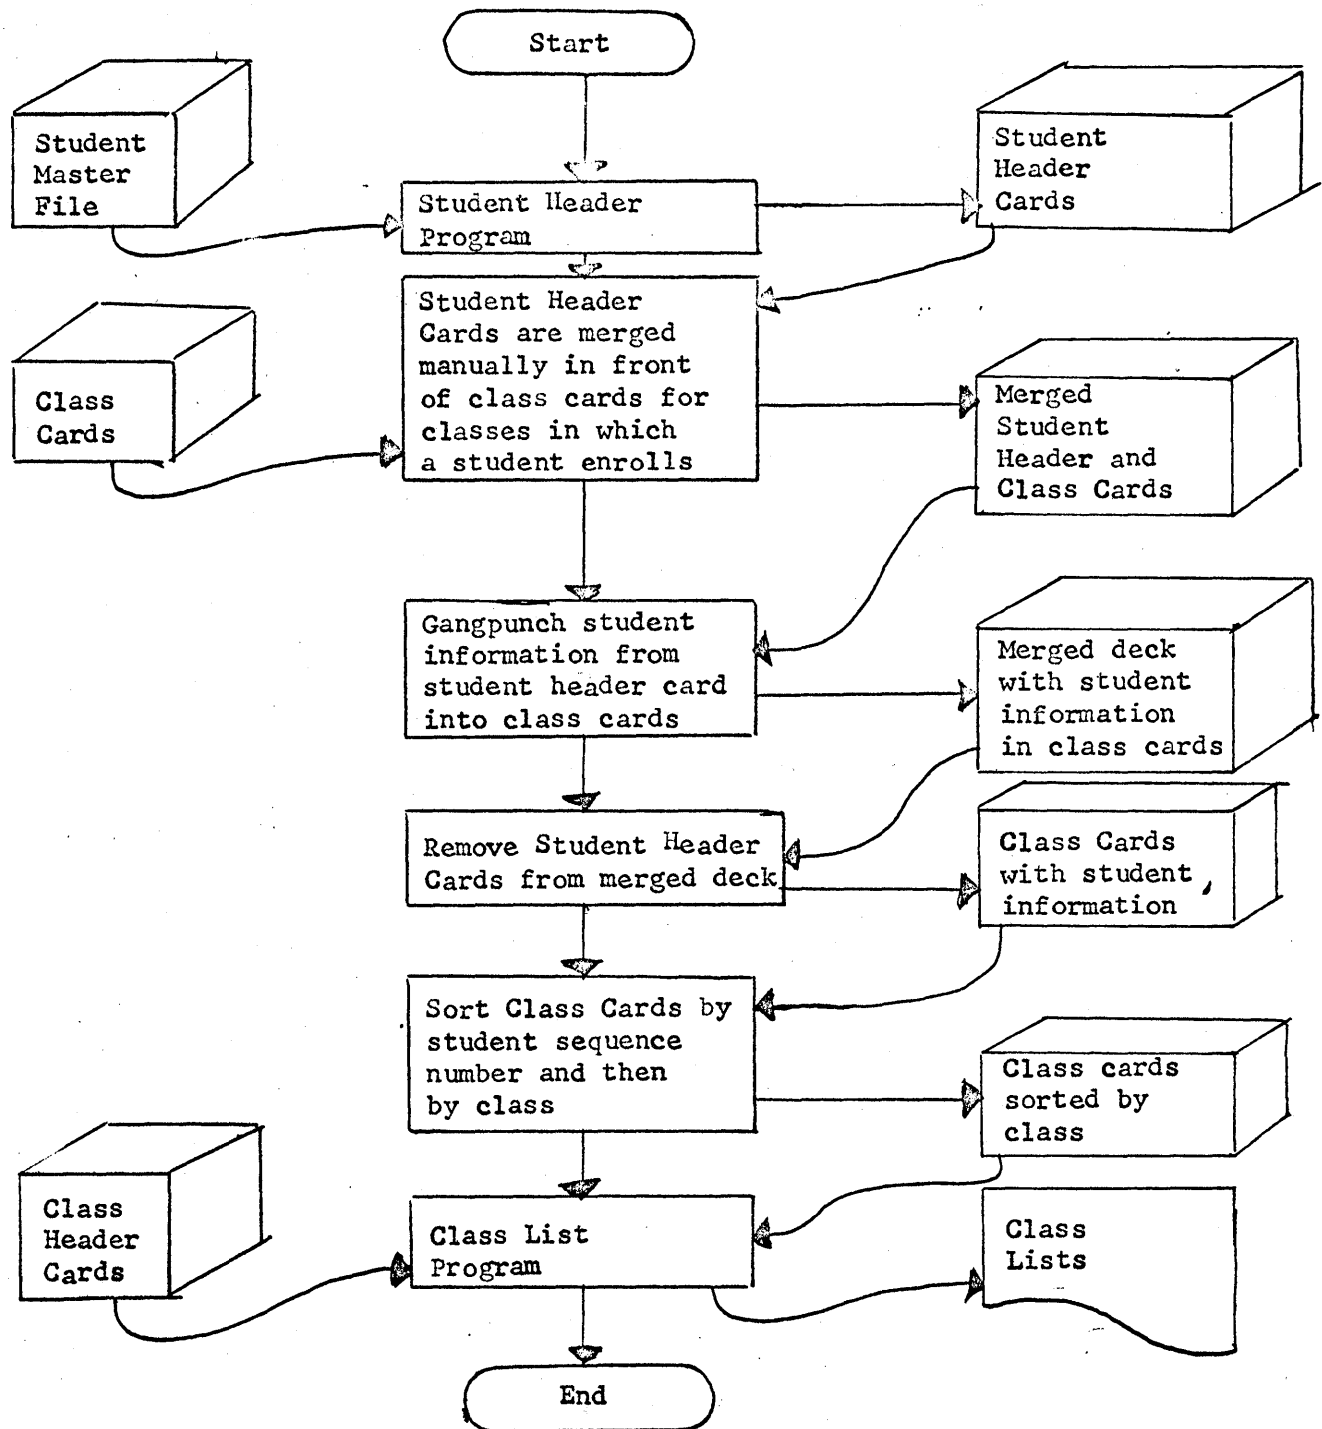 Start
Student
Master
File
Student Header
Program
Student
Header
Cards
Class
Cards
Student Header
Cards are merged
manually in front
of class cards for
classes in which
a student enrolls
Merged
Student
Header and
Class Cards
Gangpunch student
information from
student header card
into class cards
Merged deck
with student
information
in class cards
Remove Student Header
Cards from merged deck
Class Cards
with student
information
Sort Class Cards by
student sequence
number and then
by class
Class cards
sorted by
class
Class
Header
Cards
Class List
Program
Class
Lists
End